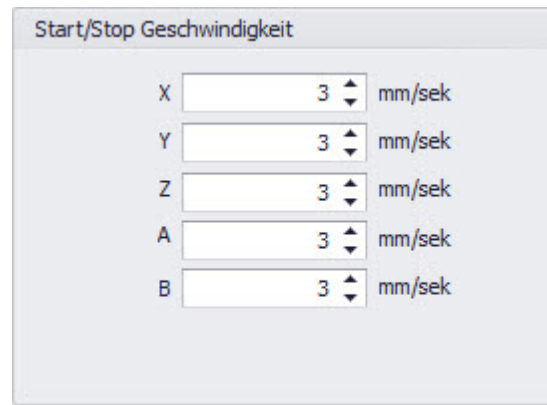 Start/Stop Geschwindigkeit
X 3 mm/sek
Y 3 mm/sek
Z 3 mm/sek
A 3 mm/sek
B 3 mm/sek